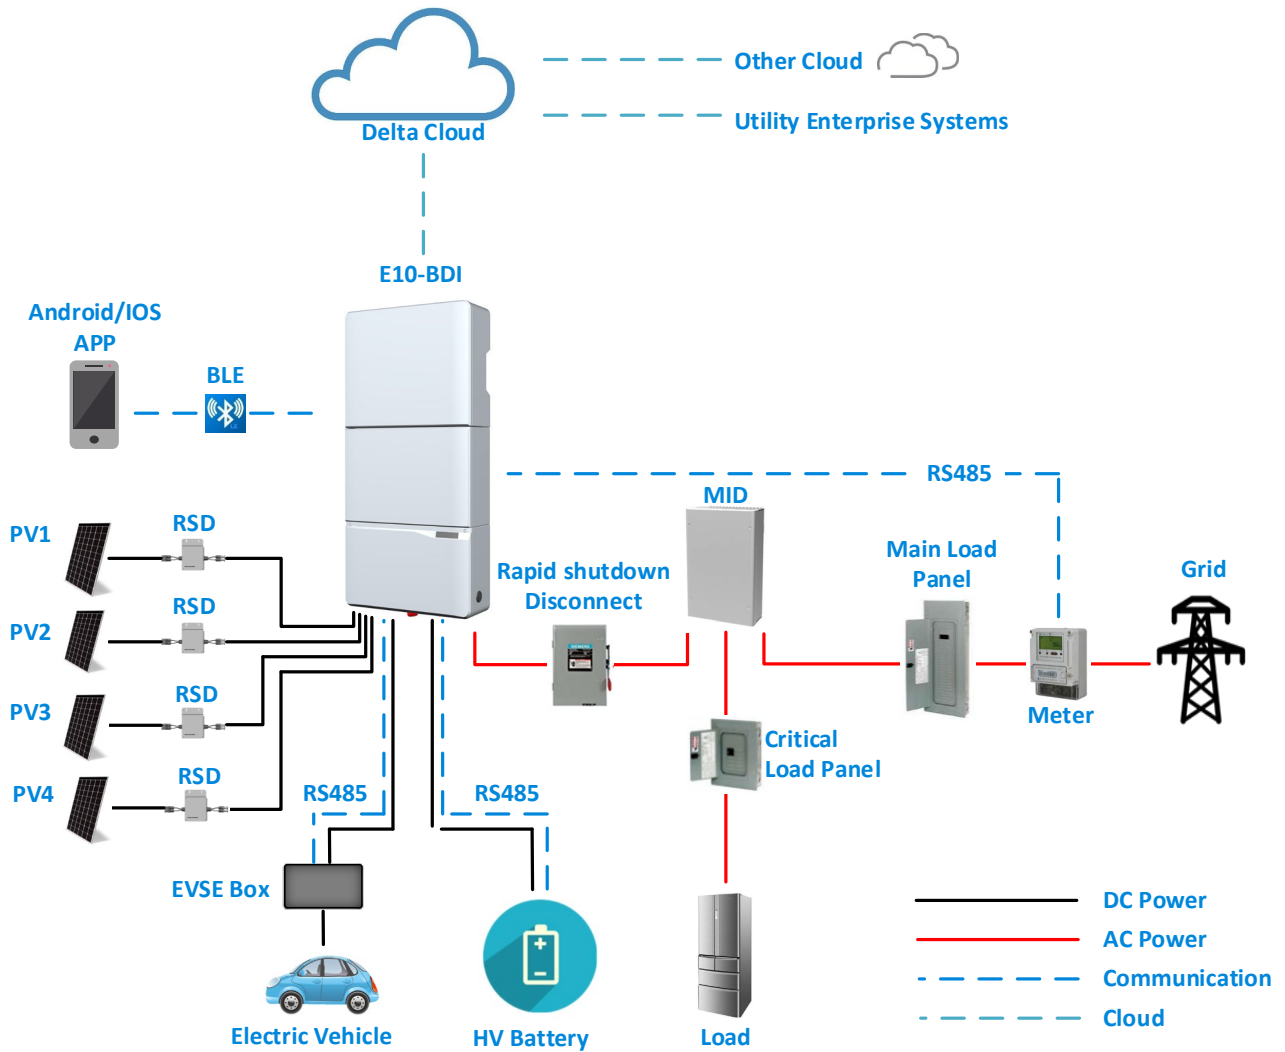 Other Cloud
Utility Enterprise Systems
Delta Cloud
E10-BDI
Android/IOS
APP
BLE
RS485
MID
Main Load
Panel
Grid
Rapid shutdown
Disconnect
Meter
PV1
RSD
PV2
RSD
PV3
RSD
PV4
RSD
Critical
Load Panel
RS485
RS485
EVSE Box
Electric Vehicle
HV Battery
Load
DC Power
AC Power
Communication
Cloud